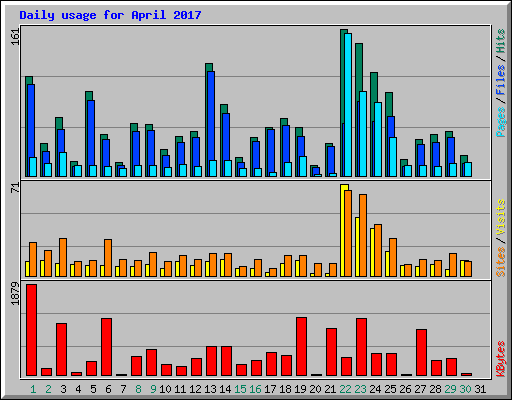 Daily usage for April 2017
161
Pages / Files / Hits
71
Sites / Visits
1879
KBytes
1 2 3 4 5 6 7 8 9 10 11 12 13 14 15 16 17 18 19 20 21 22 23 24 25 26 27 28 29 30 31